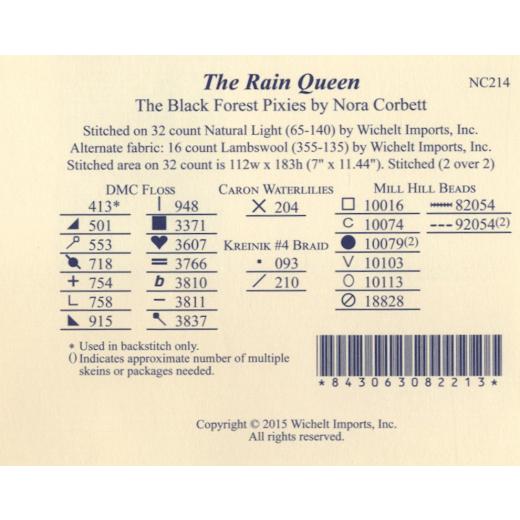 The Rain Queen NC214
The Black Forest Pixies by Nora Corbett
Stitched on 32 count Natural Light (65-140) by Wichelt Imports, Inc.
Alternate fabric: 16 count Lambswool (355-135) by Wichelt Imports, Inc.
Stitched area on 32 count is 112w x 183h (7" x 11.44"). Stitched (2 over 2)
DMC Floss
413*
501
553
718
+ 754
L 758
915
| 948
3371
♥ 3607
= 3766
b 3810
– 3811
3837
Caron Waterlilies
X 204
Kreinik #4 Braid
▪ 093
/ 210
Mill Hill Beads
□ 10016
C 10074
● 10079(2)
V 10103
O 10113
⊘ 18828
82054
--- 92054(2)
* Used in backstitch only.
() Indicates approximate number of multiple
skeins or packages needed.
*843063082213*
Copyright © 2015 Wichelt Imports, Inc.
All rights reserved.